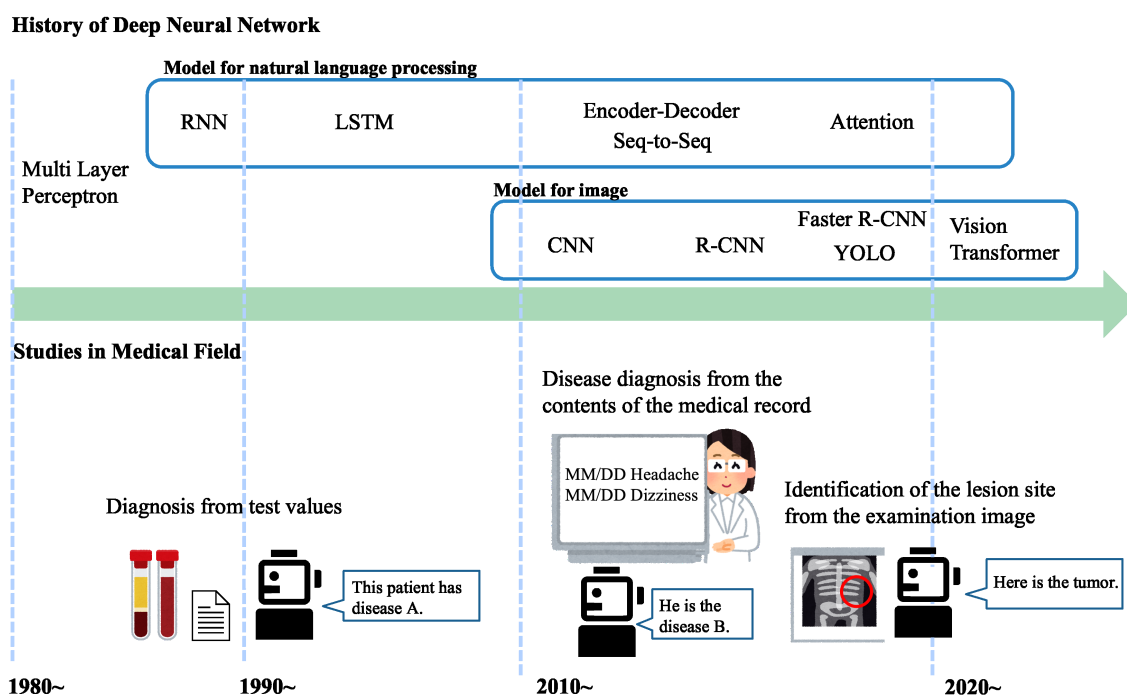 History of Deep Neural Network
Model for natural language processing
RNN
LSTM
Encoder-Decoder
Seq-to-Seq
Attention
Multi Layer
Perceptron
Model for image
CNN
R-CNN
Faster R-CNN
YOLO
Vision
Transformer
Studies in Medical Field
Disease diagnosis from the
contents of the medical record
MM/DD Headache
MM/DD Dizziness
Diagnosis from test values
Identification of the lesion site
from the examination image
This patient has
disease A.
He is the
disease B.
Here is the tumor.
1980~
1990~
2010~
2020~